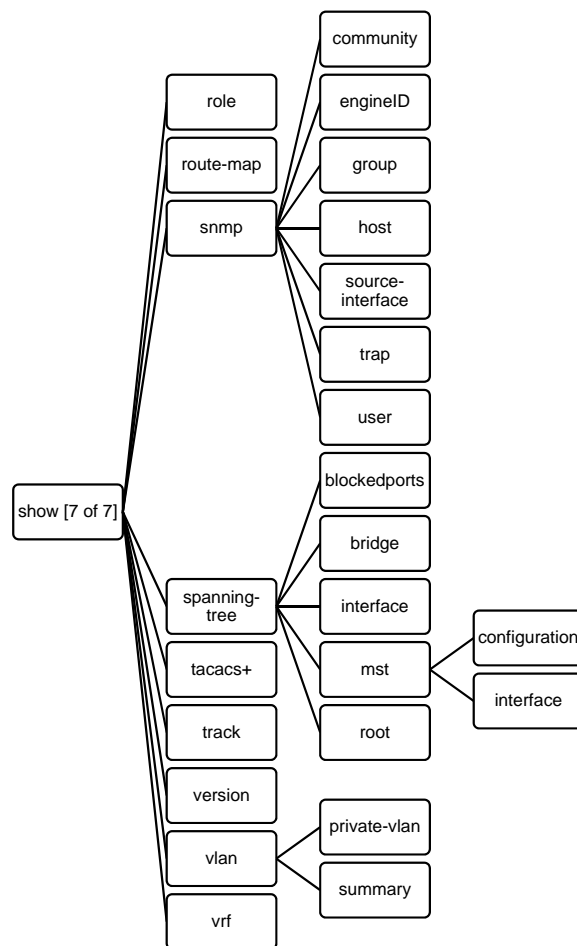 show [7 of 7]
role
route-map
snmp
community
engineID
group
host
source-
interface
trap
user
spanning-
tree
blockedports
bridge
interface
mst
configuration
interface
root
tacacs+
track
version
vlan
private-vlan
summary
vrf